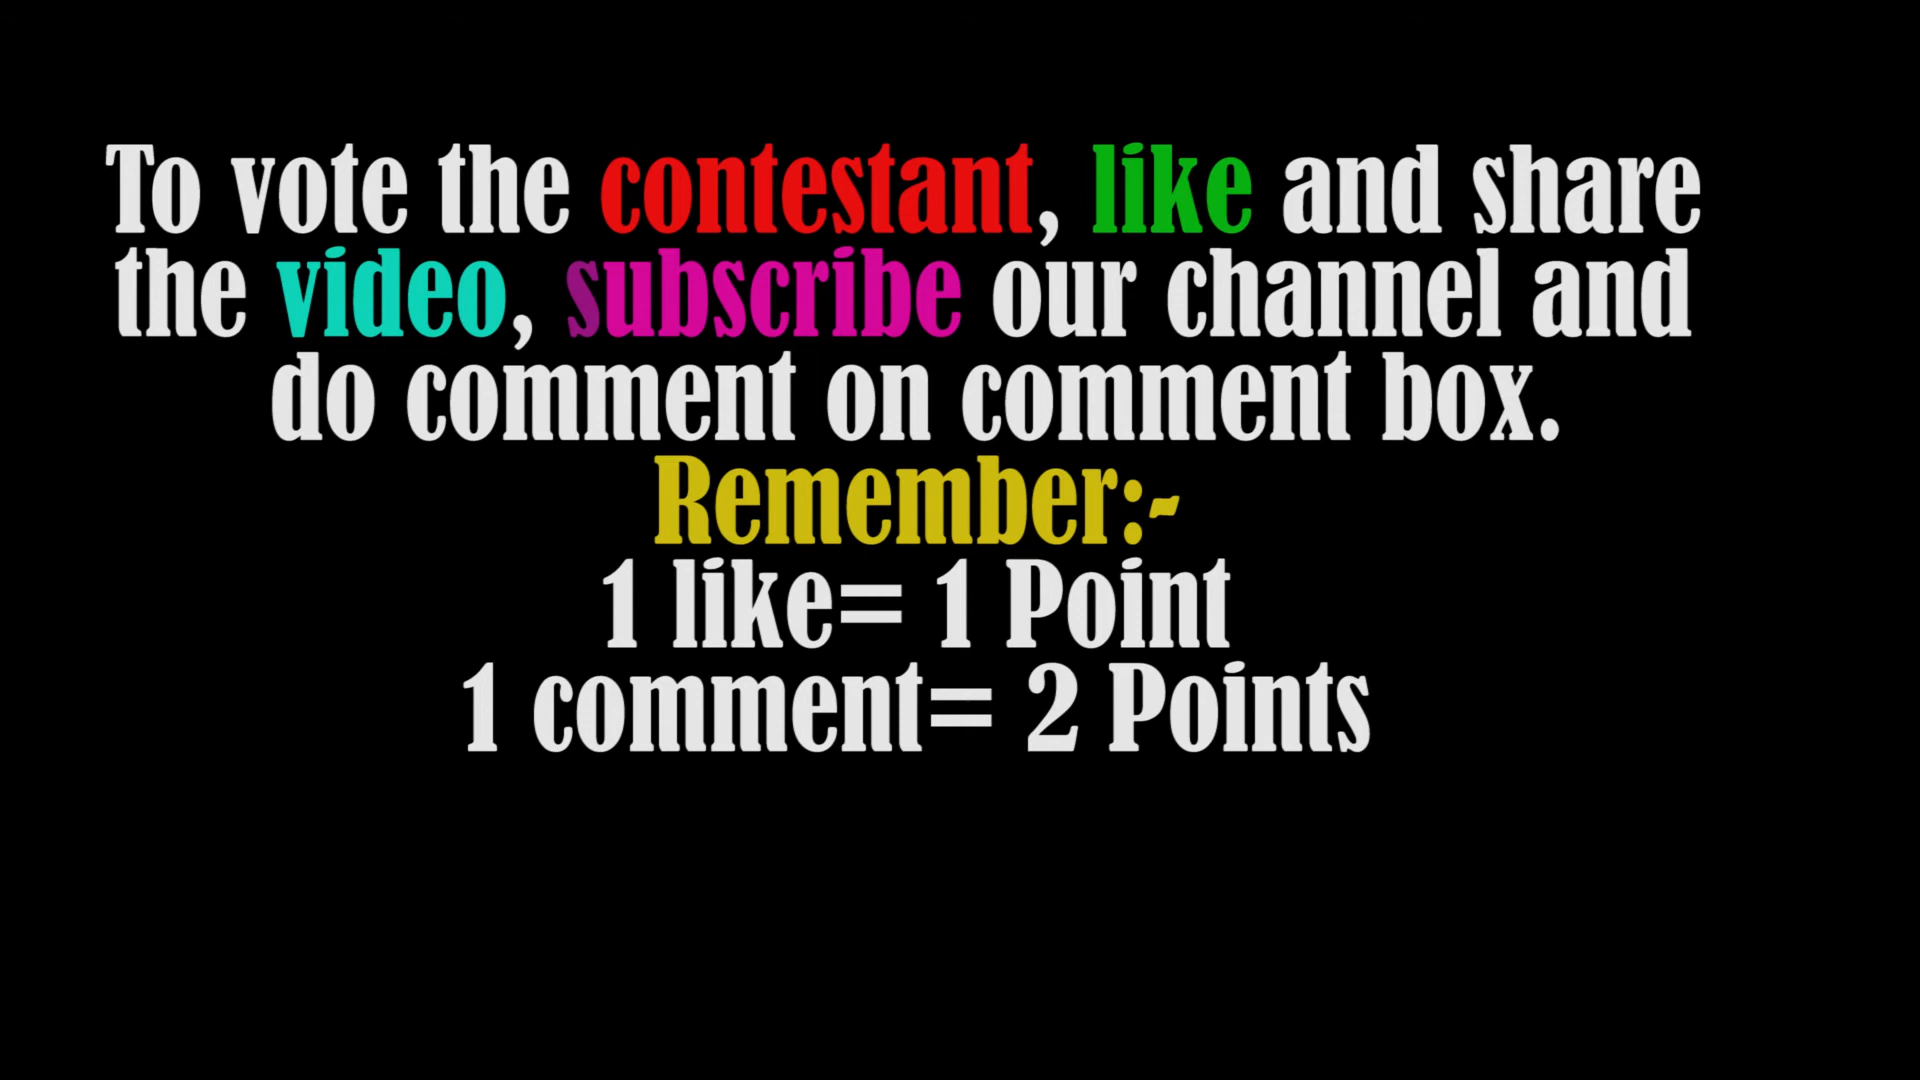 To vote the contestant, like and share
the video, subscribe our channel and
do comment on comment box.
Remember:-
1 like= 1 Point
1 comment= 2 Points